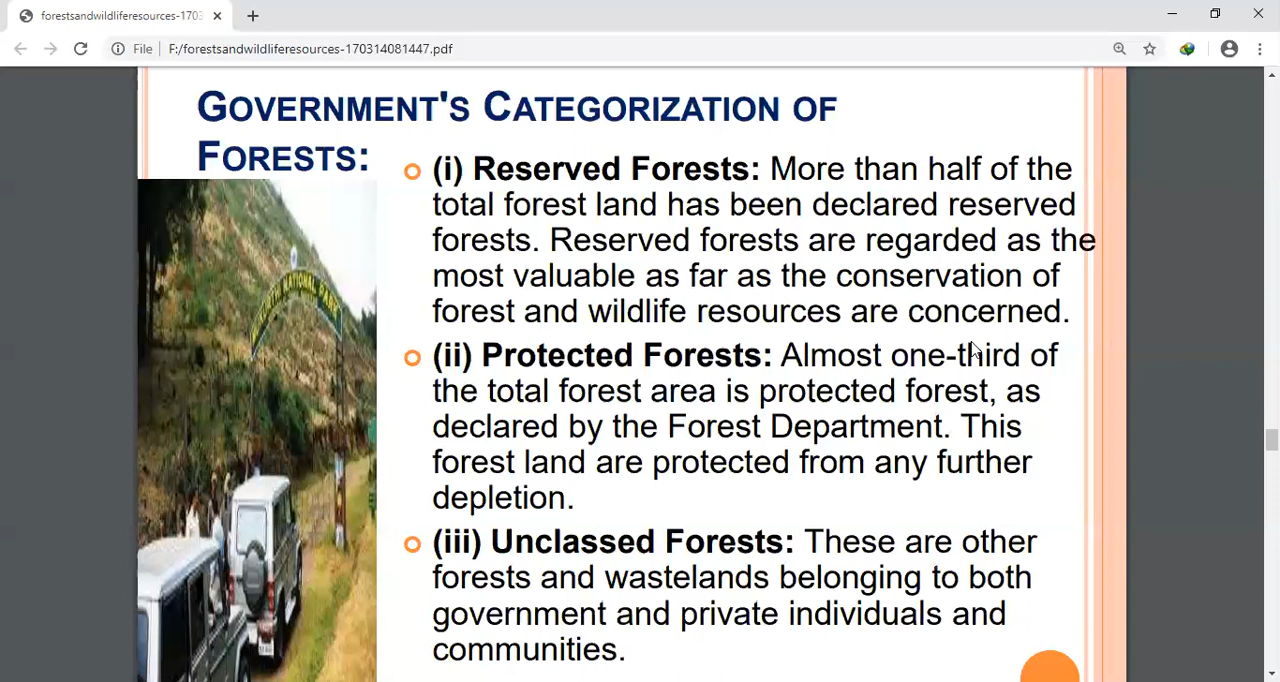 forestsandwildliferesources-1703
File
F:/forestsandwildliferesources-170314081447.pdf
GOVERNMENT'S CATEGORIZATION OF
FORESTS:
(i) Reserved Forests: More than half of the
total forest land has been declared reserved
forests. Reserved forests are regarded as the
most valuable as far as the conservation of
forest and wildlife resources are concerned.
(ii) Protected Forests: Almost one-third of
the total forest area is protected forest, as
declared by the Forest Department. This
forest land are protected from any further
depletion.
(iii) Unclassed Forests: These are other
forests and wastelands belonging to both
government and private individuals and
communities.
NATIONAL PARK